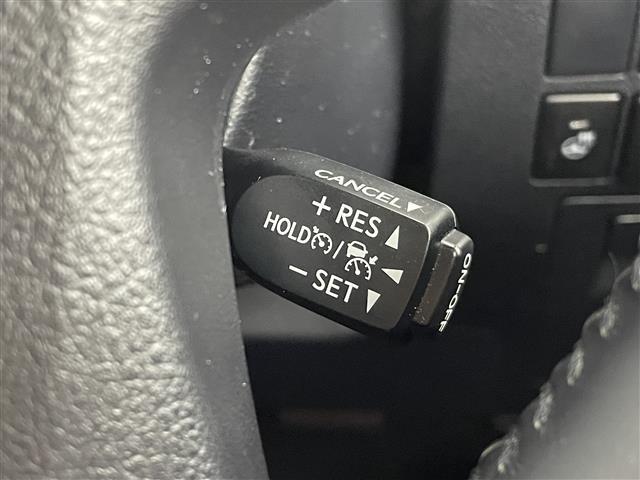 CANCEL▼
+ RES ▲
HOLD / ◀
− SET ▼
ON-OFF